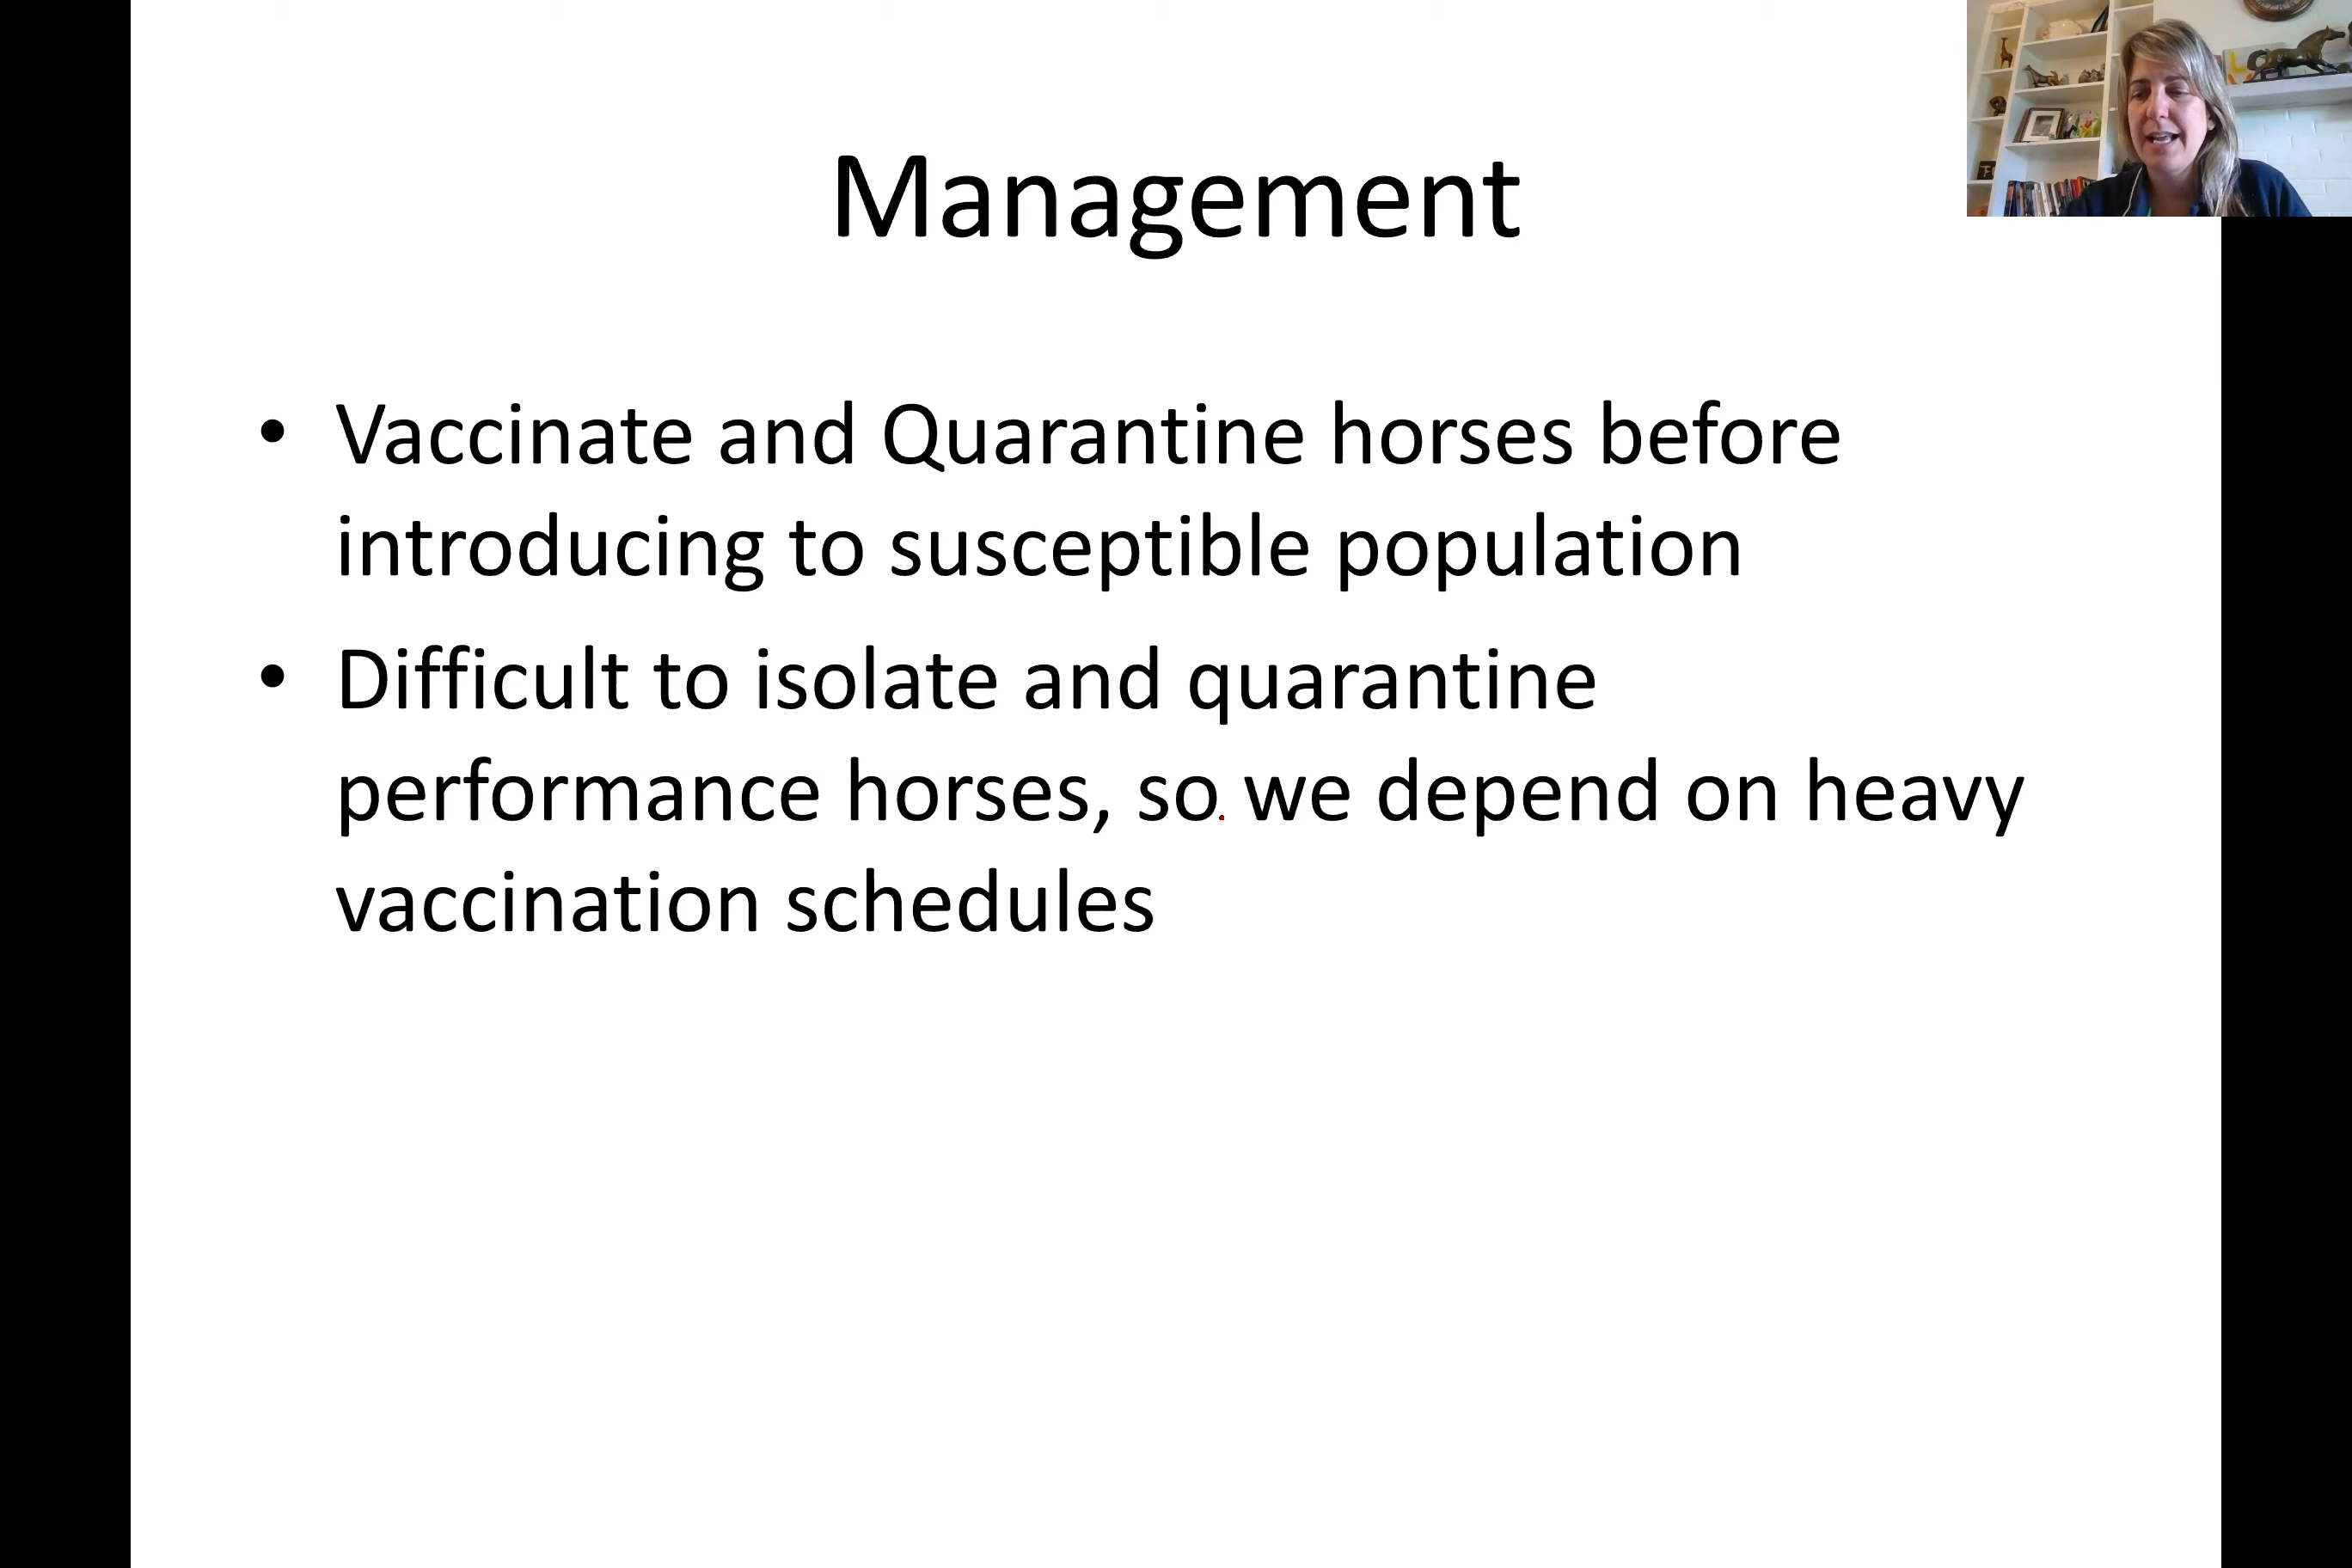 Management
• Vaccinate and Quarantine horses before
introducing to susceptible population
• Difficult to isolate and quarantine
performance horses, so we depend on heavy
vaccination schedules